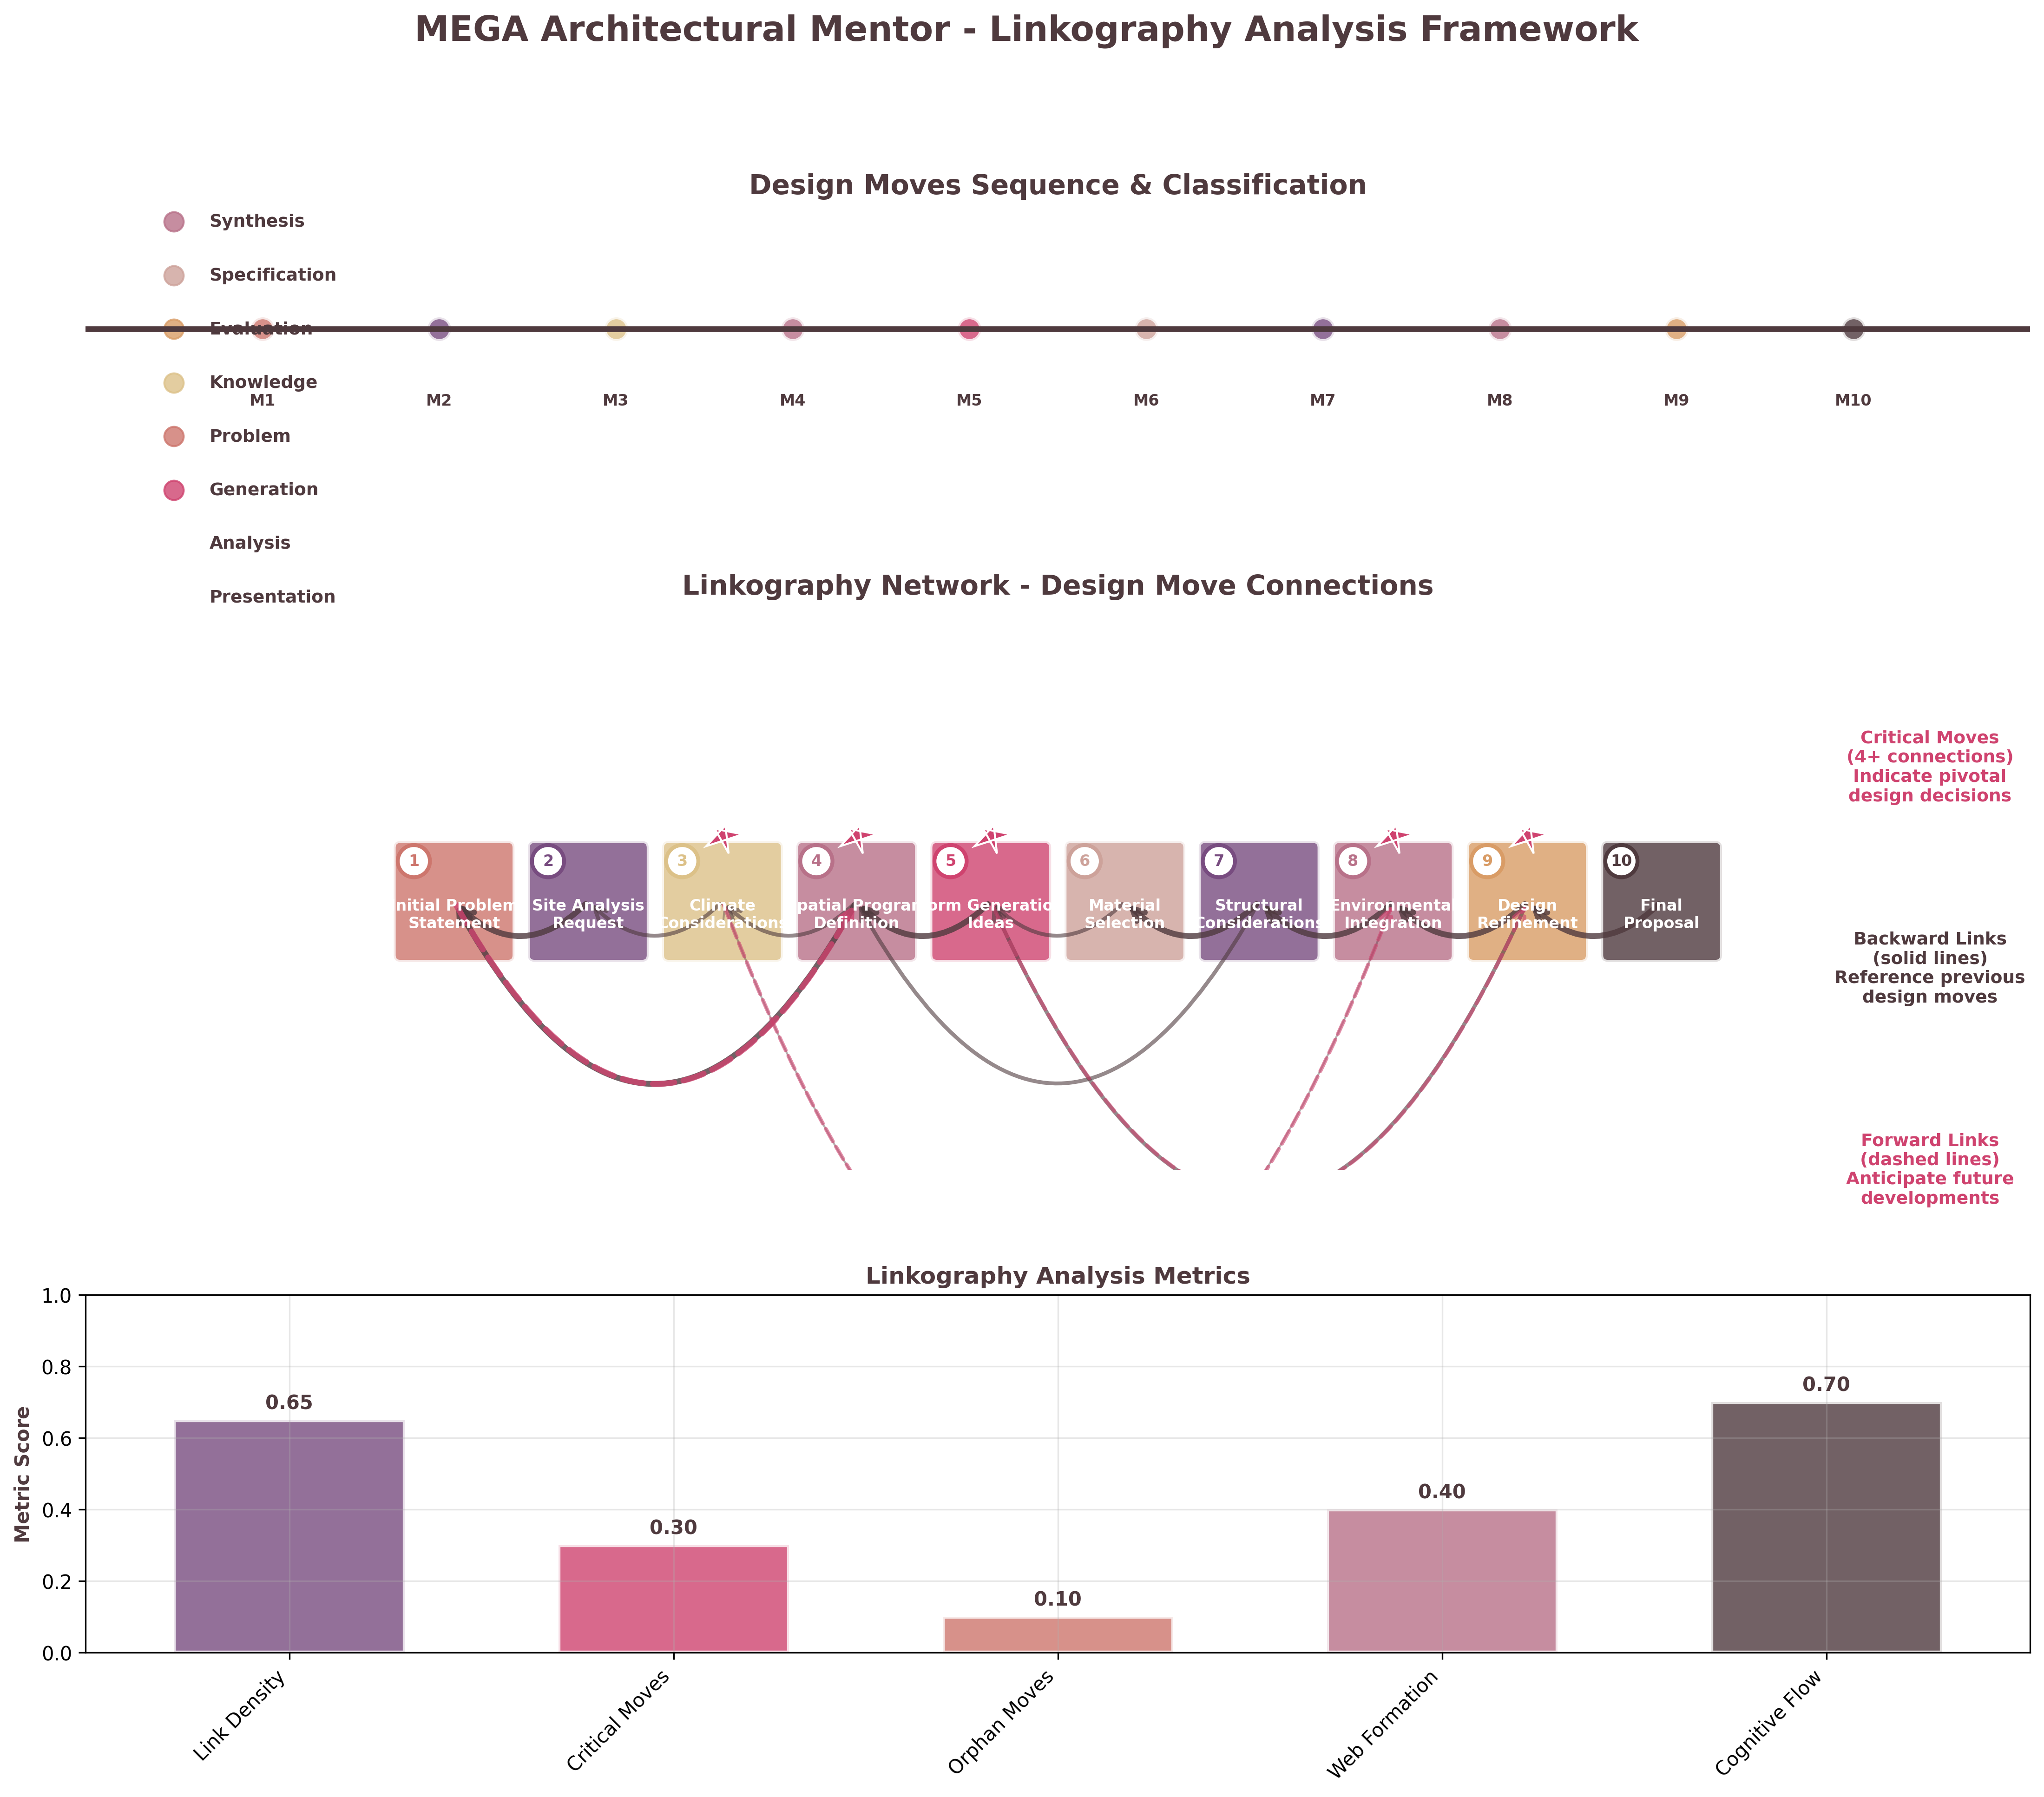 MEGA Architectural Mentor - Linkography Analysis Framework
Design Moves Sequence & Classification
Synthesis
Specification
Evaluation
Knowledge
Problem
Generation
Analysis
Presentation
M1
M2
M3
M4
M5
M6
M7
M8
M9
M10
Linkography Network - Design Move Connections
Critical Moves
(4+ connections)
Indicate pivotal
design decisions
1
nitial Problem
Statement
2
Site Analysis
Request
3
Climate
Considerations
4
patial Program
Definition
5
orm Generatio
Ideas
6
Material
Selection
7
Structural
Considerations
8
Environmenta
Integration
9
Design
Refinement
10
Final
Proposal
Backward Links
(solid lines)
Reference previous
design moves
Forward Links
(dashed lines)
Anticipate future
developments
Linkography Analysis Metrics
Metric Score
1.0
0.8
0.6
0.4
0.2
0.0
0.65
0.30
0.10
0.40
0.70
Link Density
Critical Moves
Orphan Moves
Web Formation
Cognitive Flow